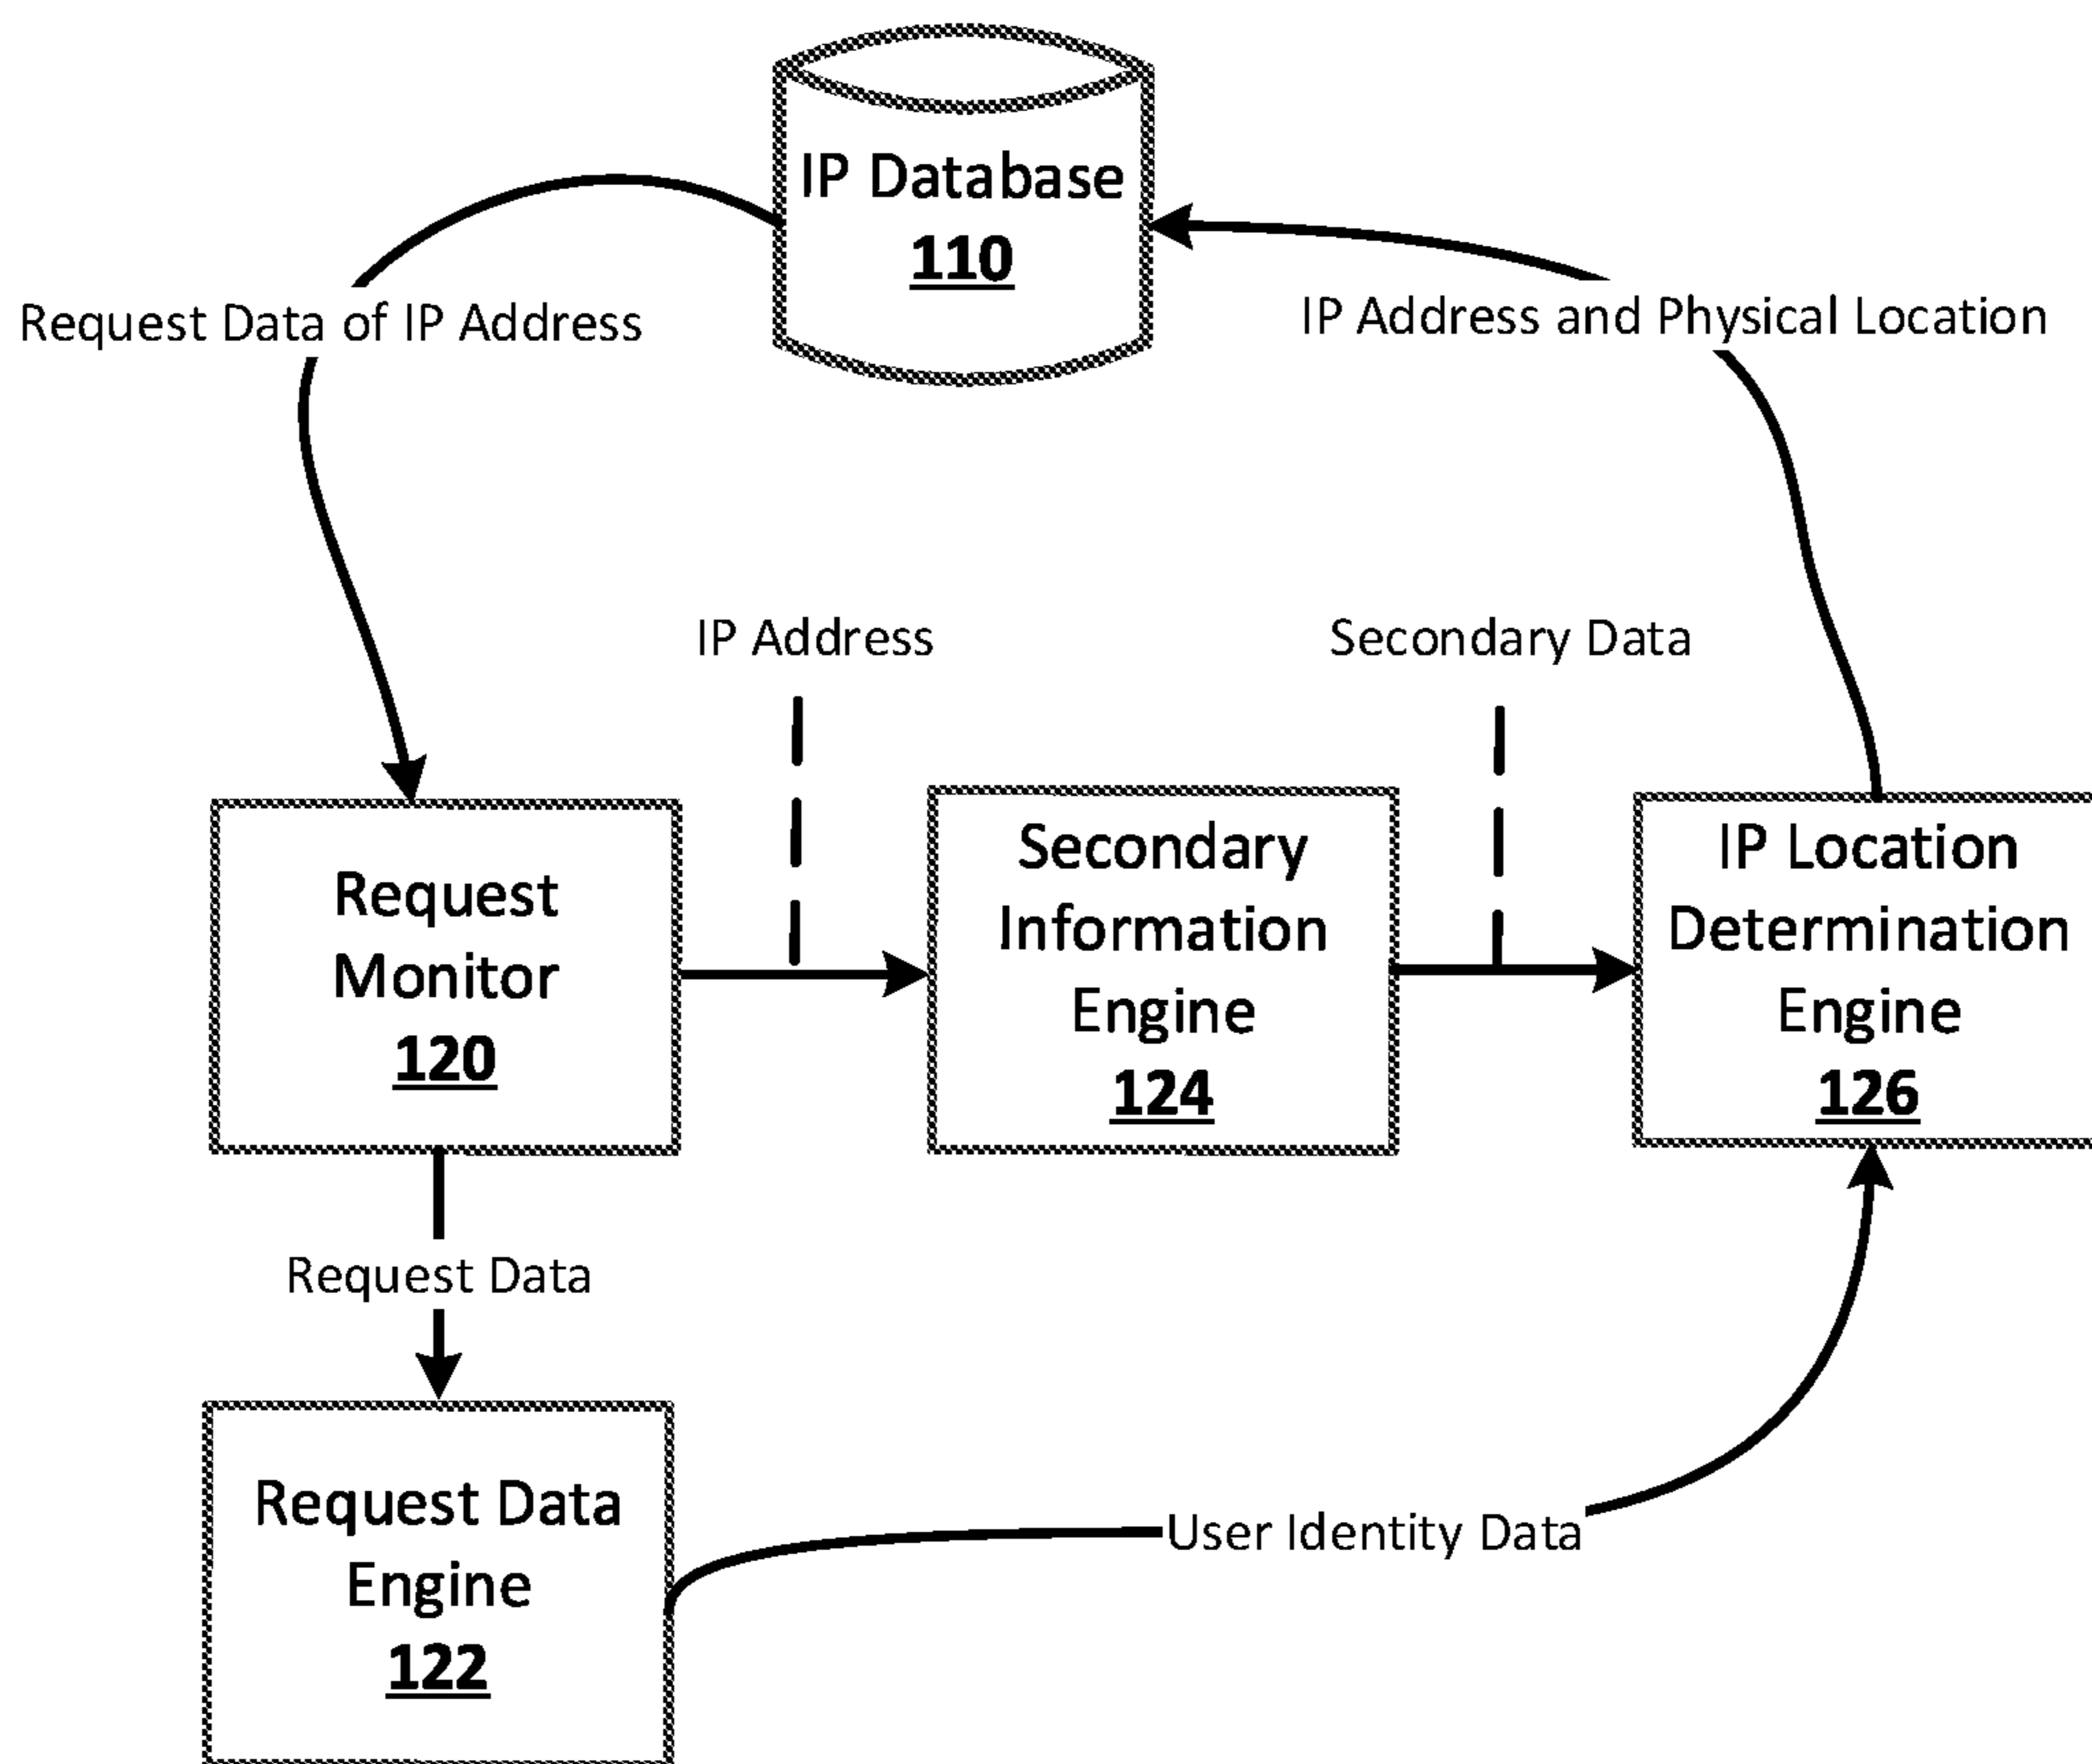 IP Database
110
Request Data of IP Address
IP Address and Physical Location
IP Address
Secondary Data
Request
Monitor
120
Secondary
Information
Engine
124
IP Location
Determination
Engine
126
Request Data
Request Data
Engine
122
User Identity Data